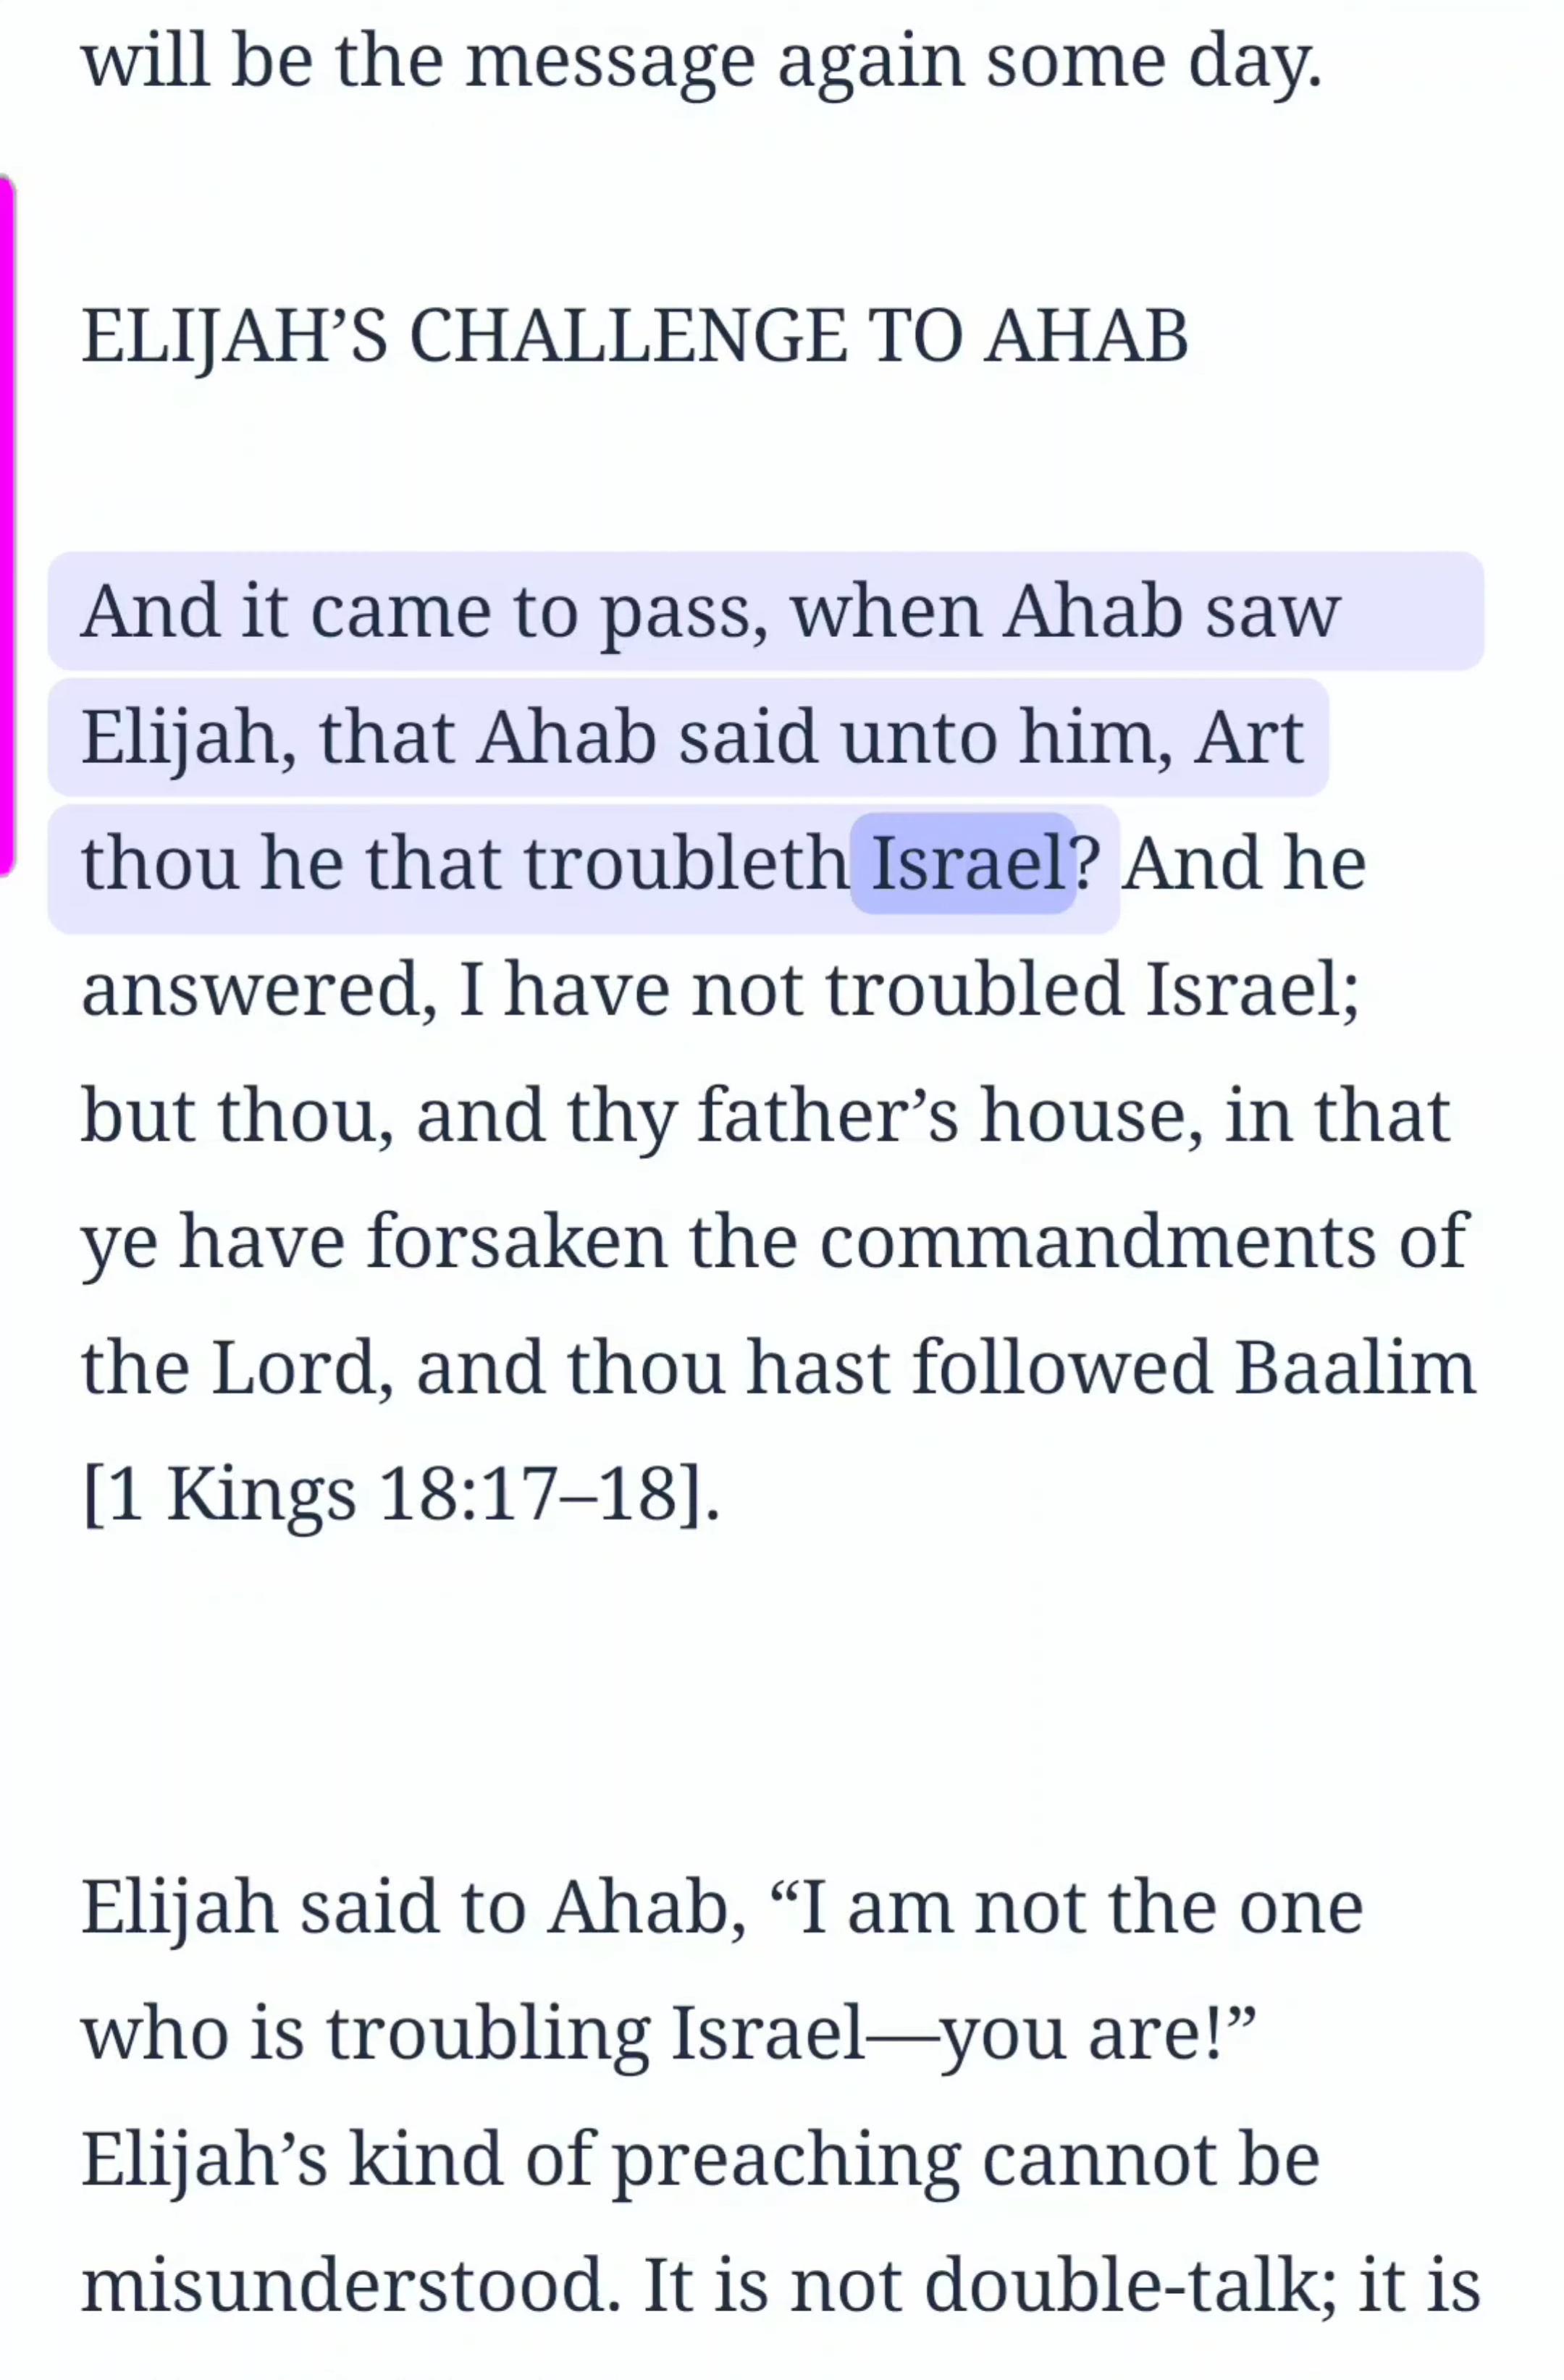 will be the message again some day.
ELIJAH’S CHALLENGE TO AHAB
And it came to pass, when Ahab saw
Elijah, that Ahab said unto him, Art
thou he that troubleth Israel? And he
answered, I have not troubled Israel;
but thou, and thy father’s house, in that
ye have forsaken the commandments of
the Lord, and thou hast followed Baalim
[1 Kings 18:17–18].
Elijah said to Ahab, “I am not the one
who is troubling Israel—you are!”
Elijah’s kind of preaching cannot be
misunderstood. It is not double-talk; it is